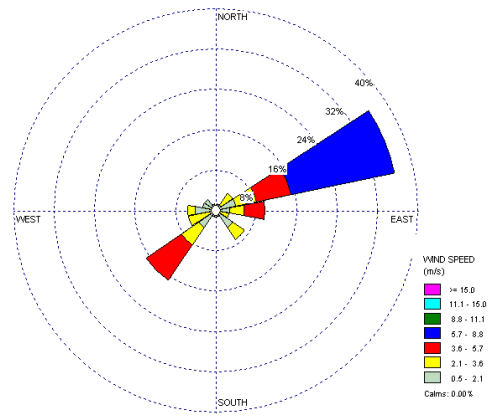 NORTH
40%
32%
24%
16%
8%
WEST
EAST
SOUTH
WIND SPEED
(m/s)
>= 15.0
11.1 - 15.0
8.8 - 11.1
5.7 - 8.8
3.6 - 5.7
2.1 - 3.6
0.5 - 2.1
Calms: 0.00%